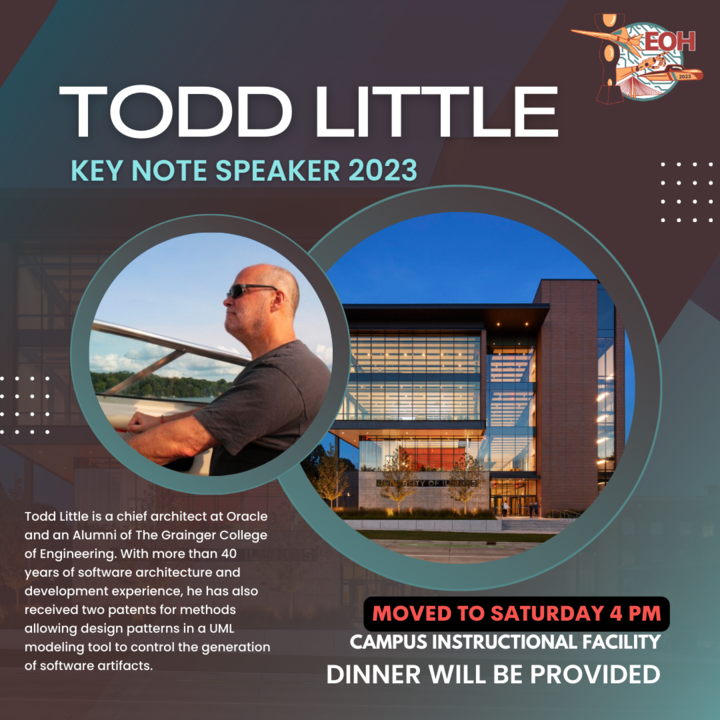 EOH
2023
TODD LITTLE
KEY NOTE SPEAKER 2023
UNIVERSITY OF ILLINOIS
Todd Little is a chief architect at Oracle
and an Alumni of The Grainger College
of Engineering. With more than 40
years of software architecture and
development experience, he has also
received two patents for methods
allowing design patterns in a UML
modeling tool to control the generation
of software artifacts.
MOVED TO SATURDAY 4 PM
CAMPUS INSTRUCTIONAL FACILITY
DINNER WILL BE PROVIDED